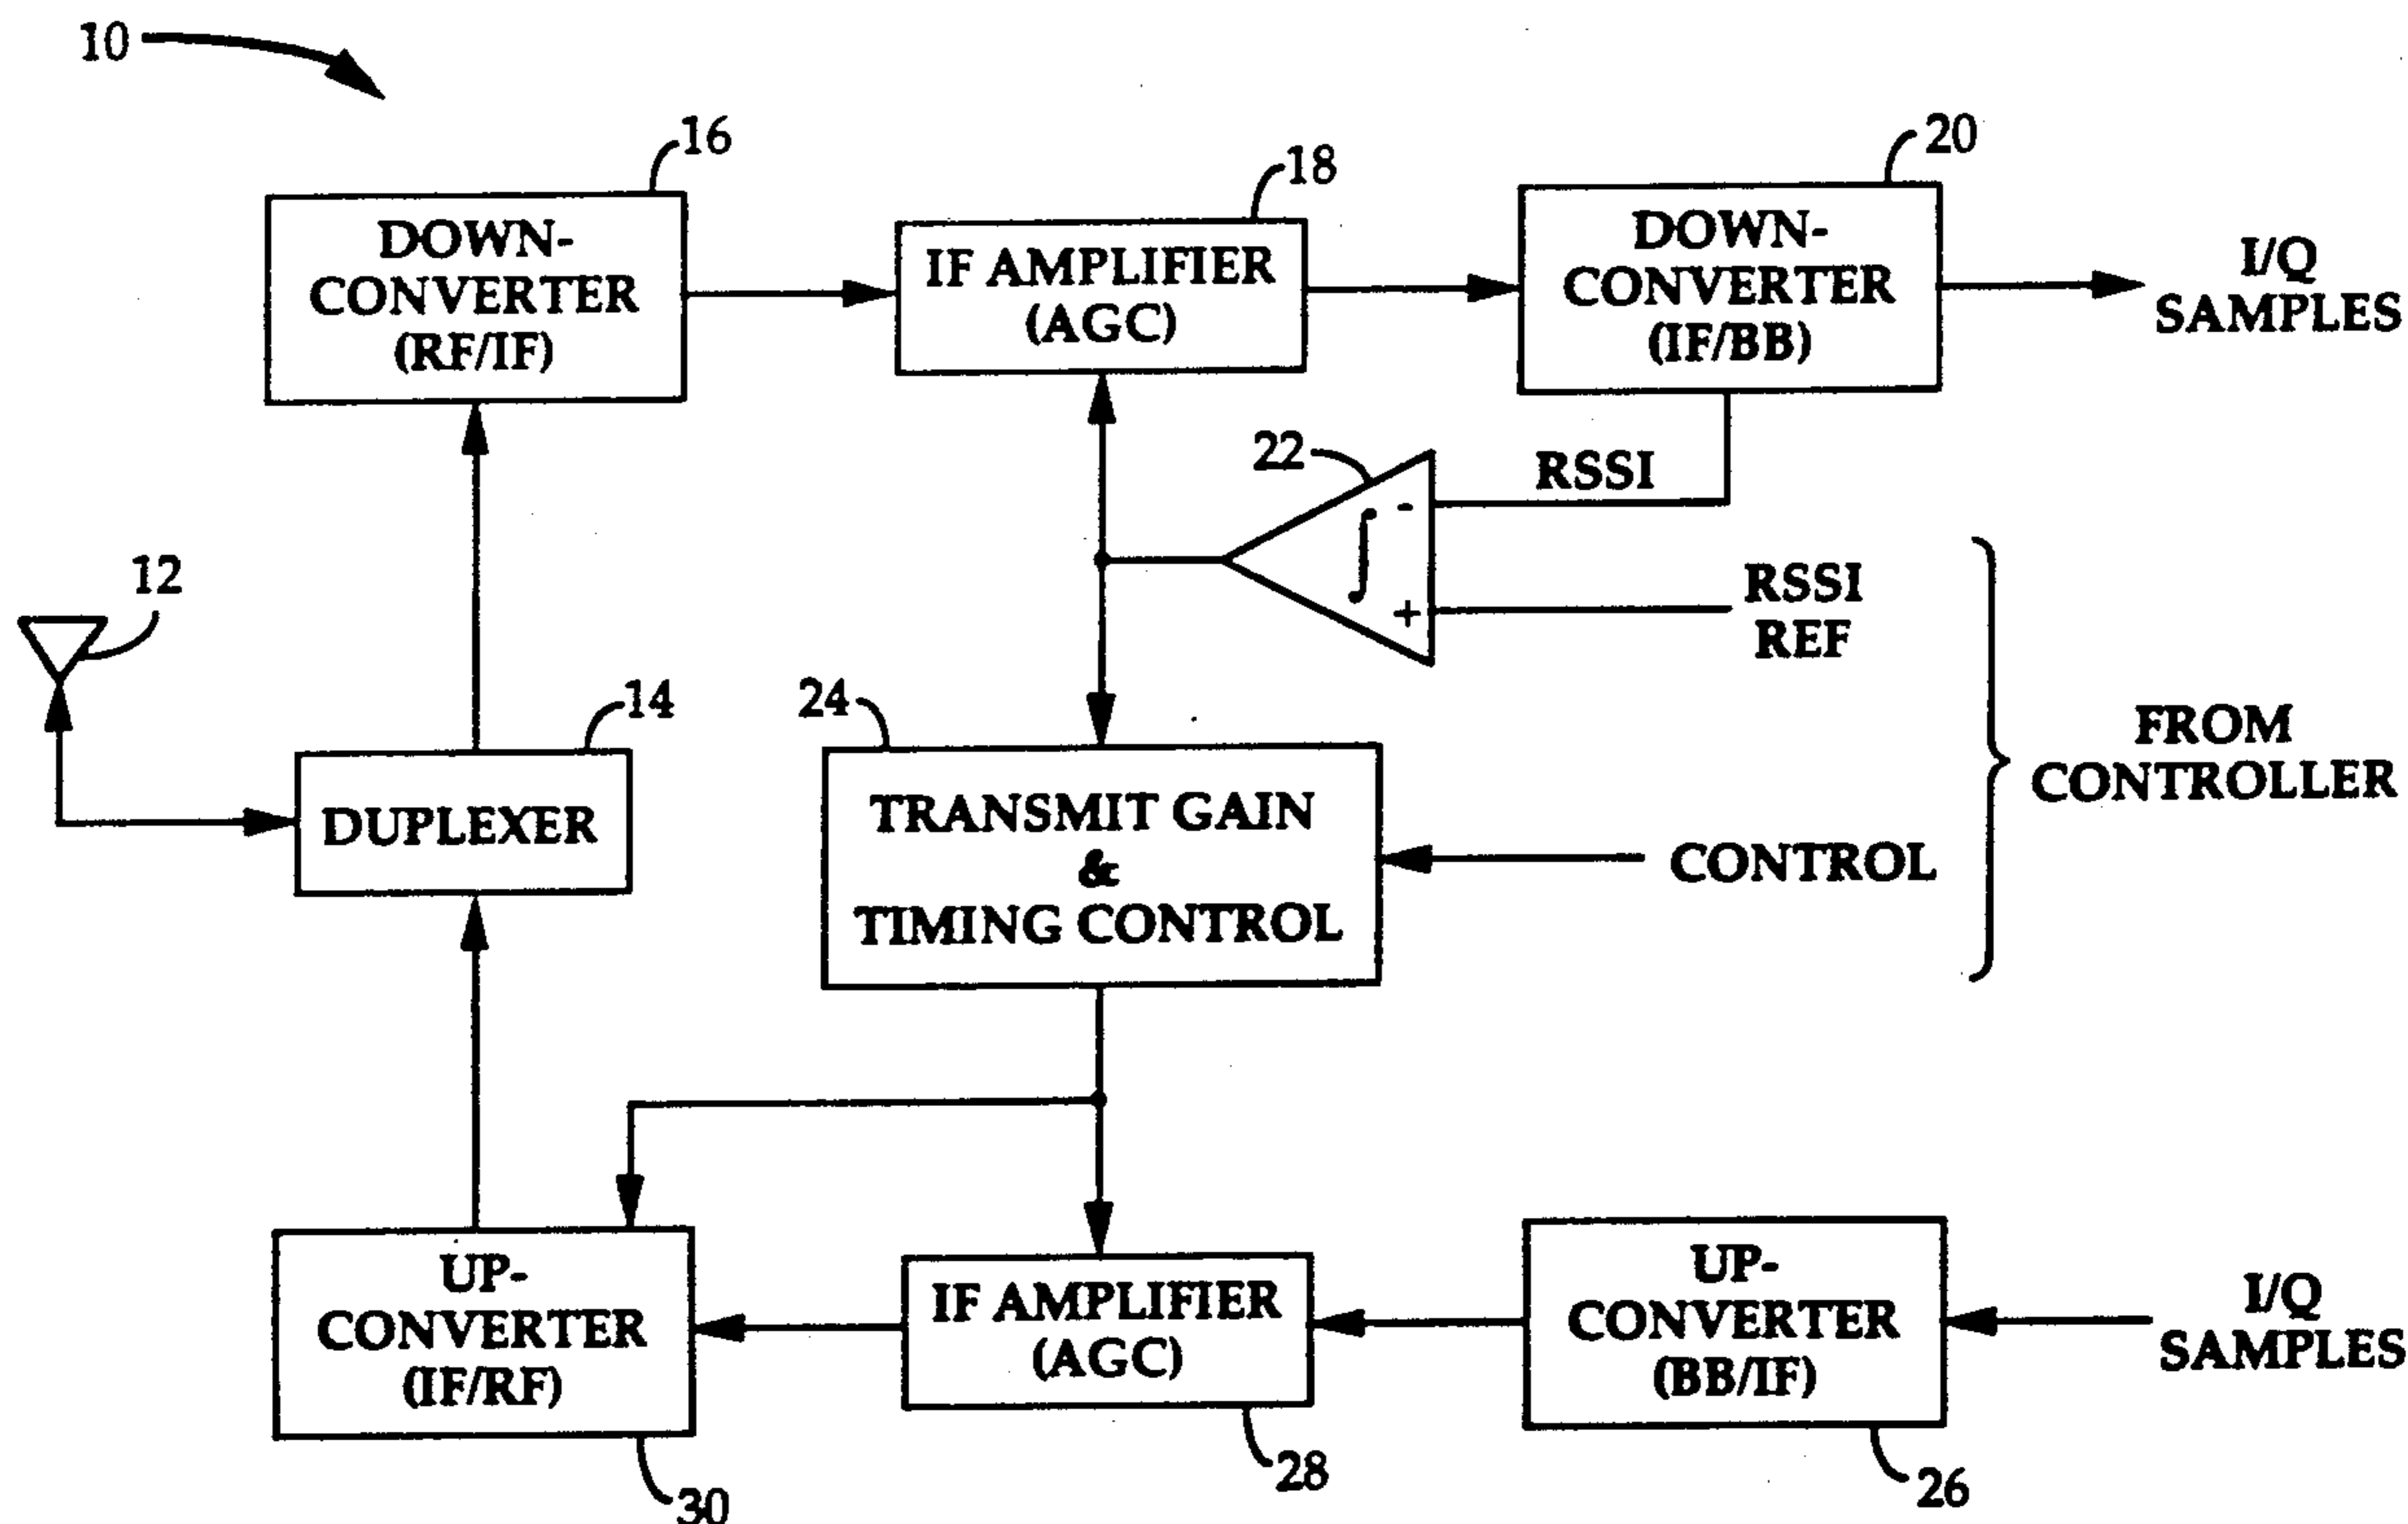 10
16
DOWN-
CONVERTER
(RF/IF)
18
IF AMPLIFIER
(AGC)
20
DOWN-
CONVERTER
(IF/BB)
I/Q
SAMPLES
22
∫
-
+
RSSI
RSSI
REF
12
14
DUPLEXER
24
TRANSMIT GAIN
&
TIMING CONTROL
CONTROL
FROM
CONTROLLER
UP-
CONVERTER
(IF/RF)
30
IF AMPLIFIER
(AGC)
28
UP-
CONVERTER
(BB/IF)
26
I/Q
SAMPLES